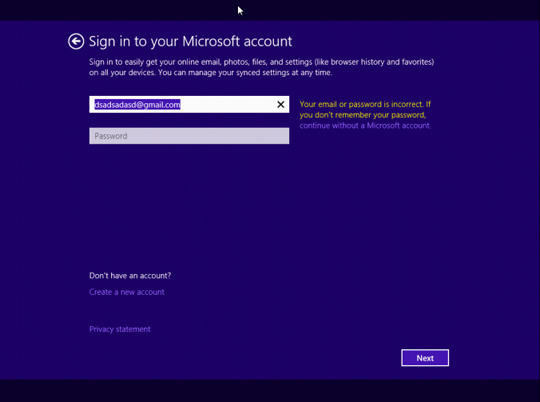 Sign in to your Microsoft account
Sign in to easily get your online email, photos, files, and settings (like browser history and favorites)
on all your devices. You can manage your synced settings at any time.
dsadsadasd@gmail.com
Your email or password is incorrect. If
you don't remember your password,
continue without a Microsoft account.
Password
Don't have an account?
Create a new account
Privacy statement
Next